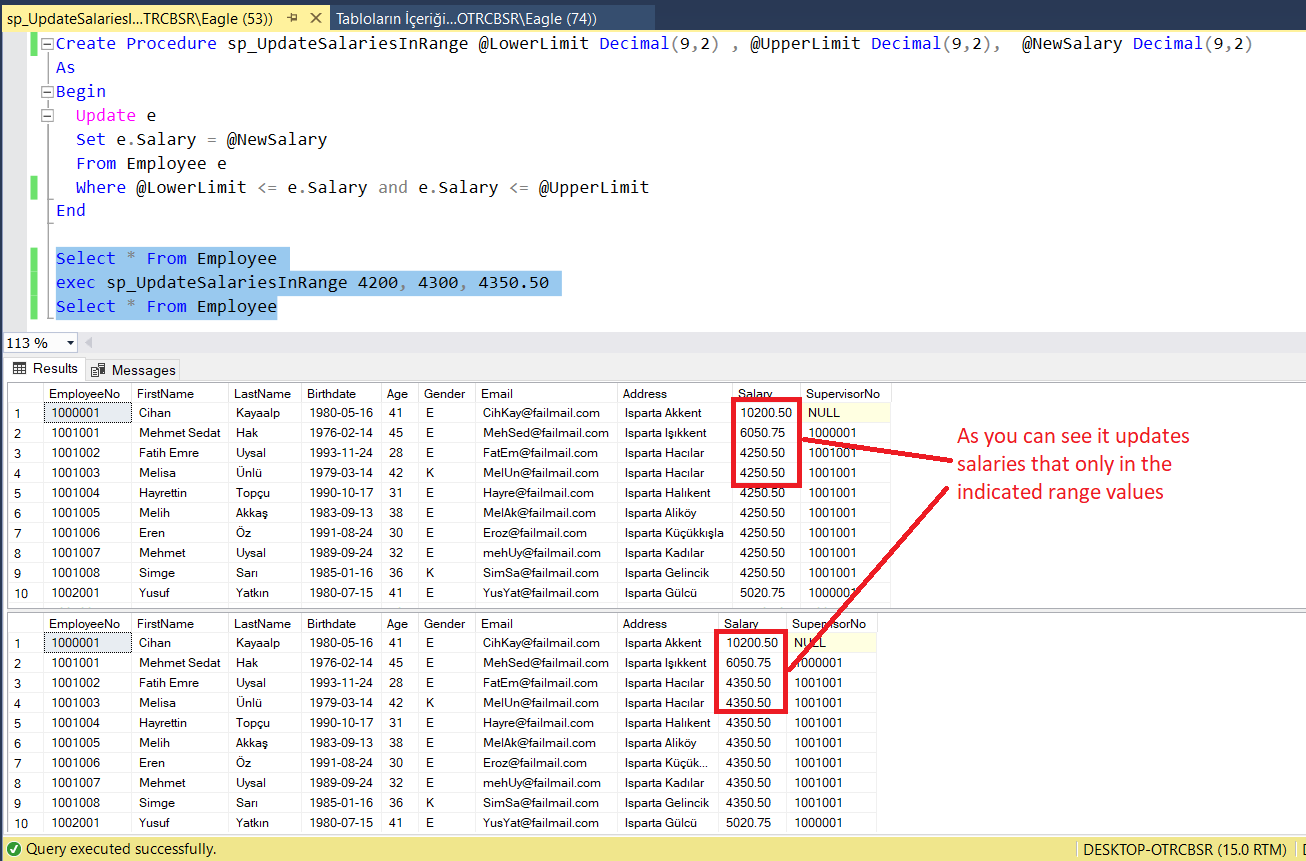 sp_UpdateSalariesI...TRCBSR\Eagle (53)) Tabloların İçeriği...OTRCBSR\Eagle (74))
Create Procedure sp_UpdateSalariesInRange @LowerLimit Decimal(9,2) , @UpperLimit Decimal(9,2),  @NewSalary Decimal(9,2)
As
Begin
Update e
Set e.Salary = @NewSalary
From Employee e
Where @LowerLimit <= e.Salary and e.Salary <= @UpperLimit
End
Select * From Employee
exec sp_UpdateSalariesInRange 4200, 4300, 4350.50
Select * From Employee
113 %
Results Messages
EmployeeNo FirstName LastName Birthdate Age Gender Email Address Salary SupervisorNo
1 1000001 Cihan Kayaalp 1980-05-16 41 E CihKay@failmail.com Isparta Akkent 10200.50 NULL
2 1001001 Mehmet Sedat Hak 1976-02-14 45 E MehSed@failmail.com Isparta Işıkkent 6050.75 1000001
3 1001002 Fatih Emre Uysal 1993-11-24 28 E FatEm@failmail.com Isparta Hacılar 4250.50 1001001
4 1001003 Melisa Ünlü 1979-03-14 42 K MelUn@failmail.com Isparta Hacılar 4250.50 1001001
5 1001004 Hayrettin Topçu 1990-10-17 31 E Hayre@failmail.com Isparta Halıkent 4250.50 1001001
6 1001005 Melih Akkaş 1983-09-13 38 E MelAk@failmail.com Isparta Aliköy 4250.50 1001001
7 1001006 Eren Öz 1991-08-24 30 E Eroz@failmail.com Isparta Küçükkışla 4250.50 1001001
8 1001007 Mehmet Uysal 1989-09-24 32 E mehUy@failmail.com Isparta Kadılar 4250.50 1001001
9 1001008 Simge Sarı 1985-01-16 36 K SimSa@failmail.com Isparta Gelincik 4250.50 1001001
10 1002001 Yusuf Yatkın 1980-07-15 41 E YusYat@failmail.com Isparta Gülcü 5020.75 1000001
As you can see it updates
salaries that only in the
indicated range values
EmployeeNo FirstName LastName Birthdate Age Gender Email Address Salary SupervisorNo
1 1000001 Cihan Kayaalp 1980-05-16 41 E CihKay@failmail.com Isparta Akkent 10200.50 NULL
2 1001001 Mehmet Sedat Hak 1976-02-14 45 E MehSed@failmail.com Isparta Işıkkent 6050.75 1000001
3 1001002 Fatih Emre Uysal 1993-11-24 28 E FatEm@failmail.com Isparta Hacılar 4350.50 1001001
4 1001003 Melisa Ünlü 1979-03-14 42 K MelUn@failmail.com Isparta Hacılar 4350.50 1001001
5 1001004 Hayrettin Topçu 1990-10-17 31 E Hayre@failmail.com Isparta Halıkent 4350.50 1001001
6 1001005 Melih Akkaş 1983-09-13 38 E MelAk@failmail.com Isparta Aliköy 4350.50 1001001
7 1001006 Eren Öz 1991-08-24 30 E Eroz@failmail.com Isparta Küçük... 4350.50 1001001
8 1001007 Mehmet Uysal 1989-09-24 32 E mehUy@failmail.com Isparta Kadılar 4350.50 1001001
9 1001008 Simge Sarı 1985-01-16 36 K SimSa@failmail.com Isparta Gelincik 4350.50 1001001
10 1002001 Yusuf Yatkın 1980-07-15 41 E YusYat@failmail.com Isparta Gülcü 5020.75 1000001
Query executed successfully. DESKTOP-OTRCBSR (15.0 RTM)